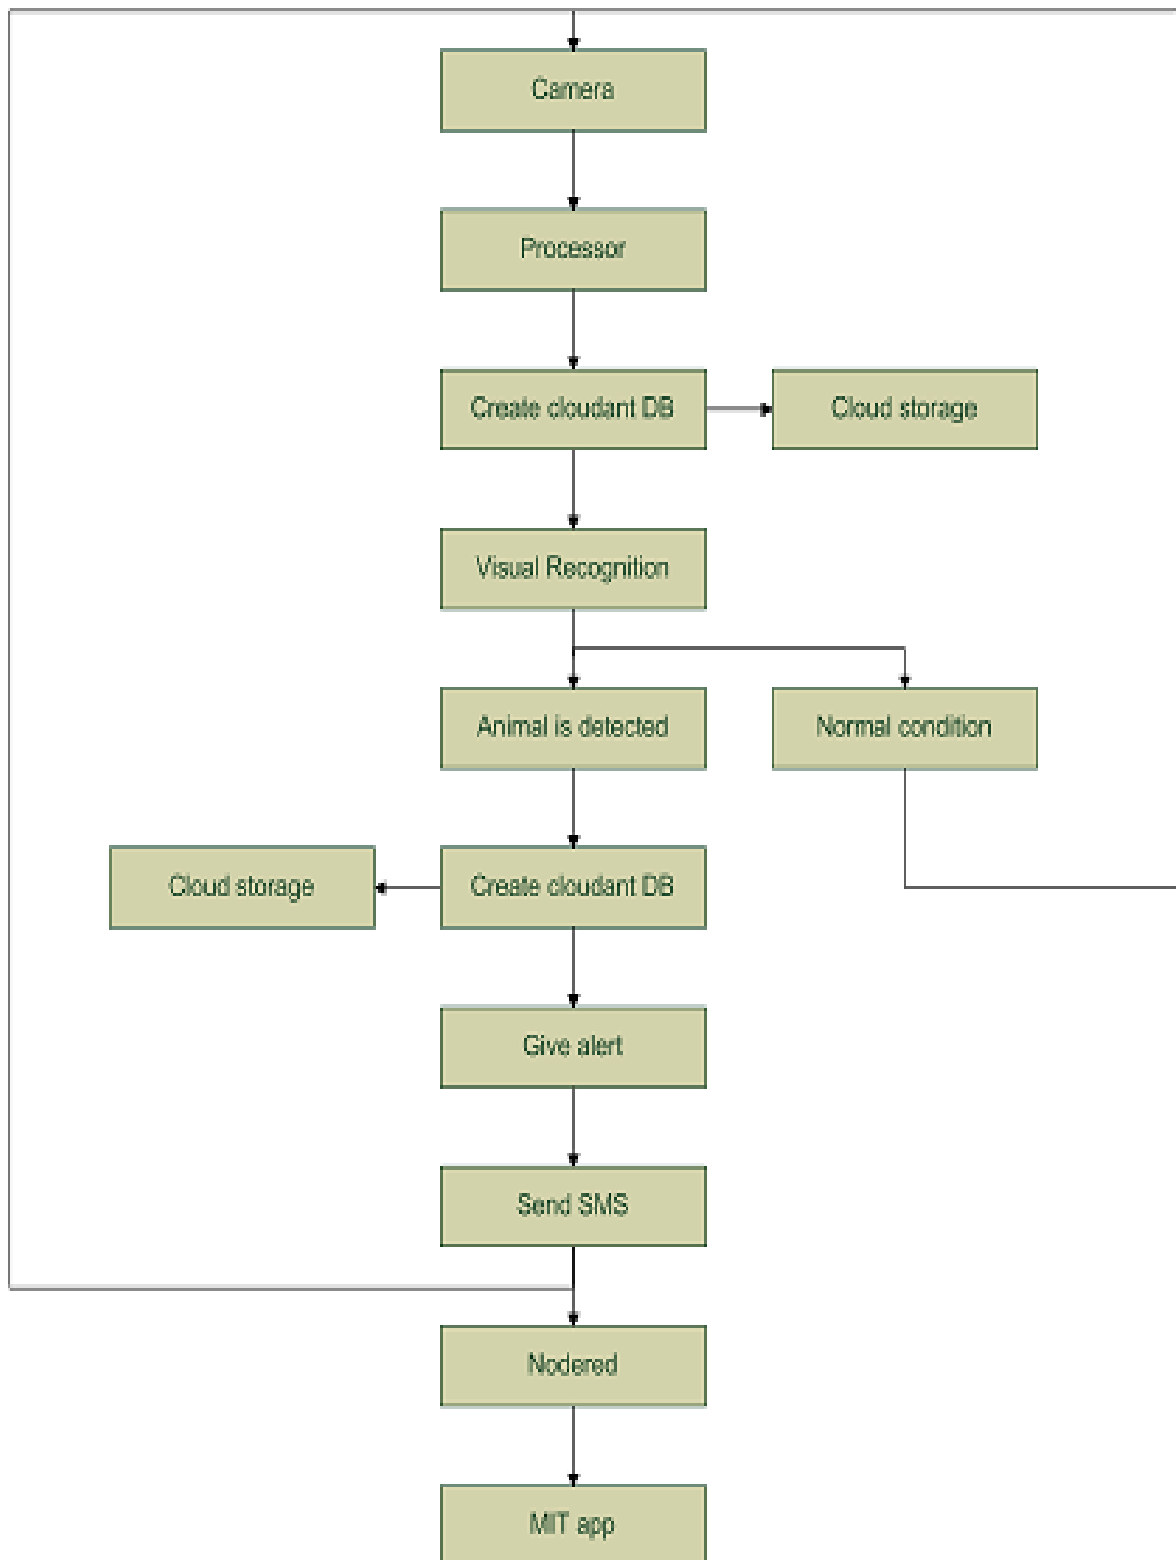 Camera
Processor
Create cloudant DB
Cloud storage
Visual Recognition
Animal is detected
Normal condition
Cloud storage
Create cloudant DB
Give alert
Send SMS
Nodered
MIT app